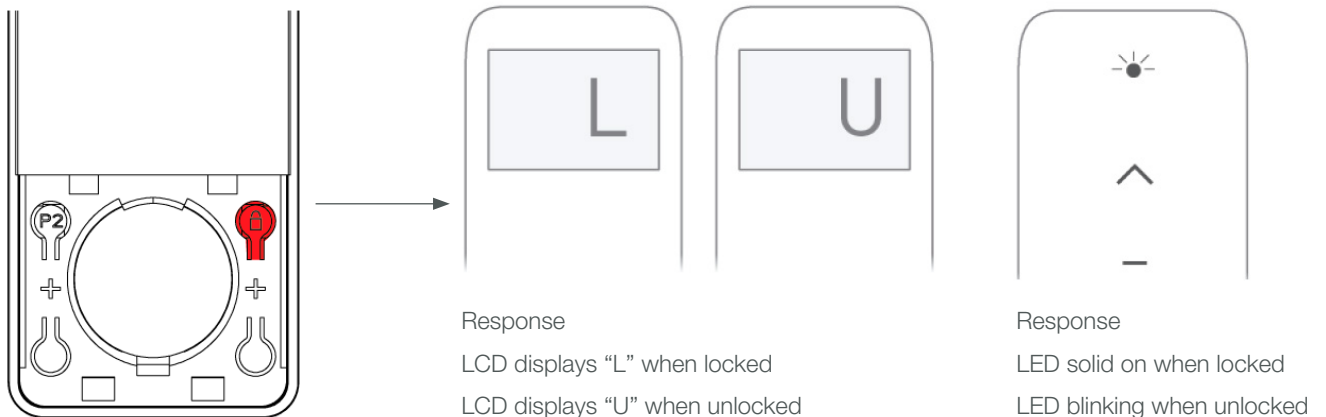 P2
L
U
Response
LCD displays “L” when locked
LCD displays “U” when unlocked
Response
LED solid on when locked
LED blinking when unlocked